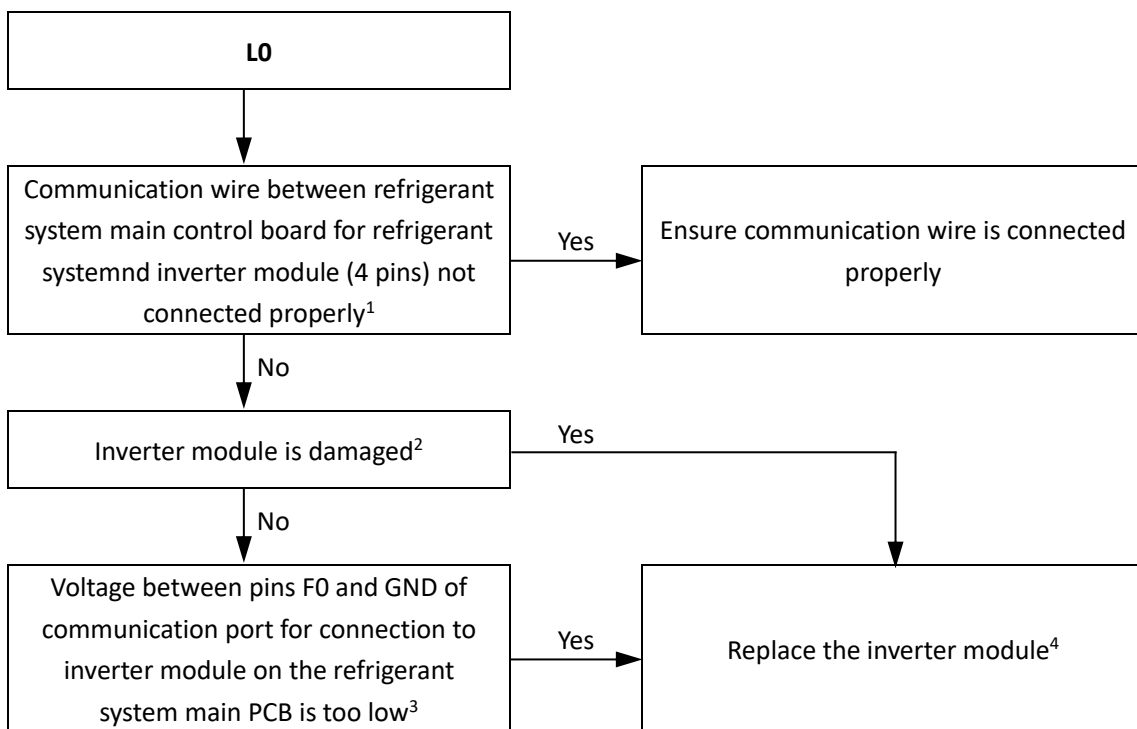 L0
Communication wire between refrigerant
system main control board for refrigerant
systemnd inverter module (4 pins) not
connected properly¹
Yes
Ensure communication wire is connected
properly
No
Inverter module is damaged²
Yes
No
Voltage between pins F0 and GND of
communication port for connection to
inverter module on the refrigerant
system main PCB is too low³
Yes
Replace the inverter module⁴